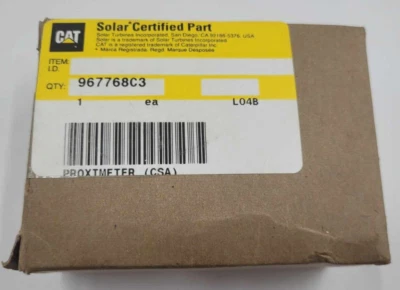 CAT
Solar Certified Part
Solar Turbines Incorporated, San Diego, CA 92186-5376, USA
Solar is a trademark of Solar Turbines Incorporated
CAT is a registered trademark of Caterpillar Inc.
Marca Registrada, Regd. Marque Desposée
ITEM
I.D.
QTY: 967768C3
1 ea L04B
PROXIMETER (CSA)